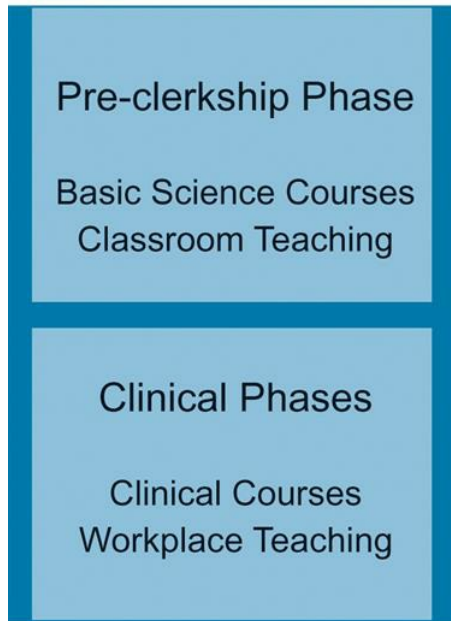 Pre-clerkship Phase
Basic Science Courses
Classroom Teaching
Clinical Phases
Clinical Courses
Workplace Teaching